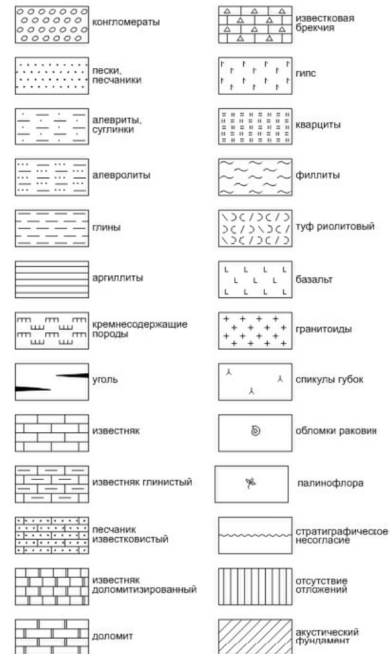 конгломераты
пески,
песчаники
алевриты,
суглинки
алевролиты
глины
аргиллиты
кремнесодержащие
породы
уголь
известняк
известняк глинистый
песчаник
известковистый
известняк
доломитизированный
доломит
известковая
брекчия
гипс
кварциты
филлиты
туф риолитовый
базальт
гранитоиды
спикулы губок
обломки раковин
палинофлора
стратиграфическое
несогласие
отсутствие
отложений
акустический
фундамент